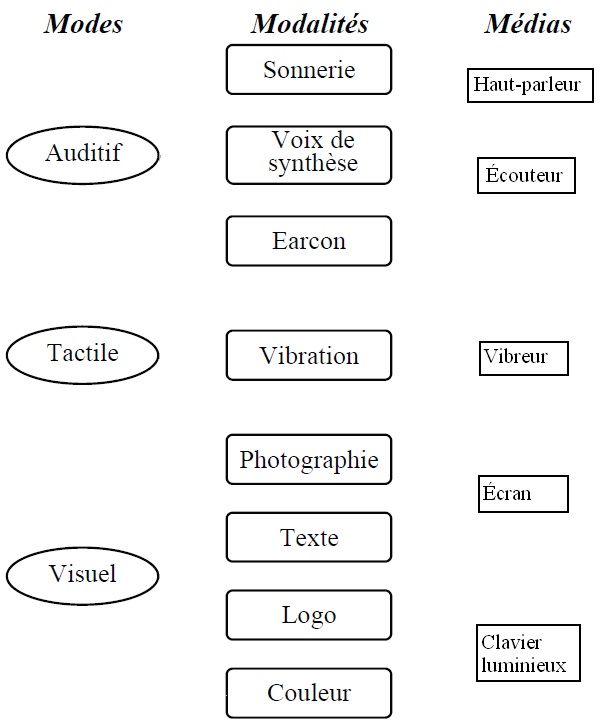 Modes Modalités Médias
Sonnerie
Haut-parleur
Auditif
Voix de
synthèse
Écouteur
Earcon
Tactile
Vibration
Vibreur
Photographie
Écran
Texte
Visuel
Logo
Clavier
luminieux
Couleur